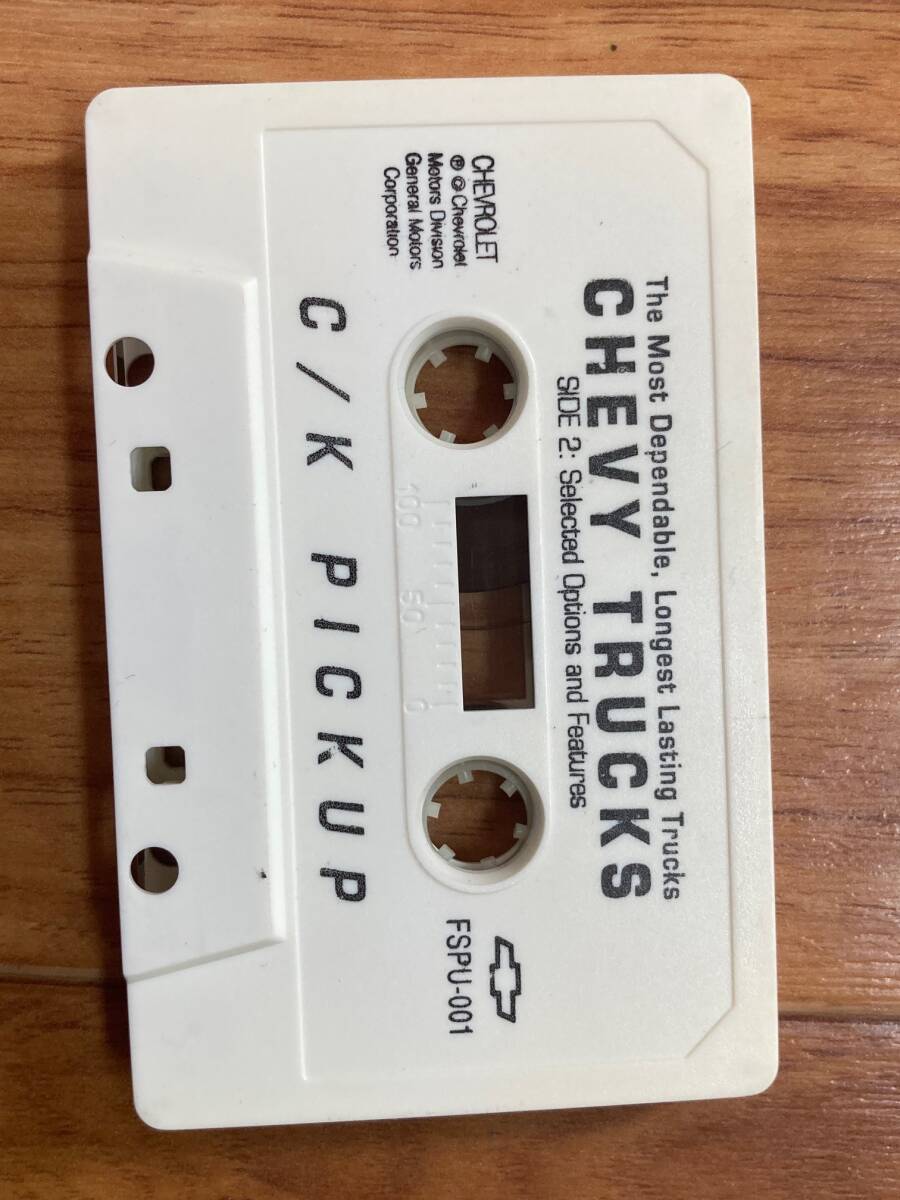 The Most Dependable, Longest Lasting Trucks
CHEVY TRUCKS
SIDE 2: Selected Options and Features
CHEVROLET
℗ © Chevrolet
Motors Division
General Motors
Corporation
FSPU-001
100 50 0
C/K PICKUP